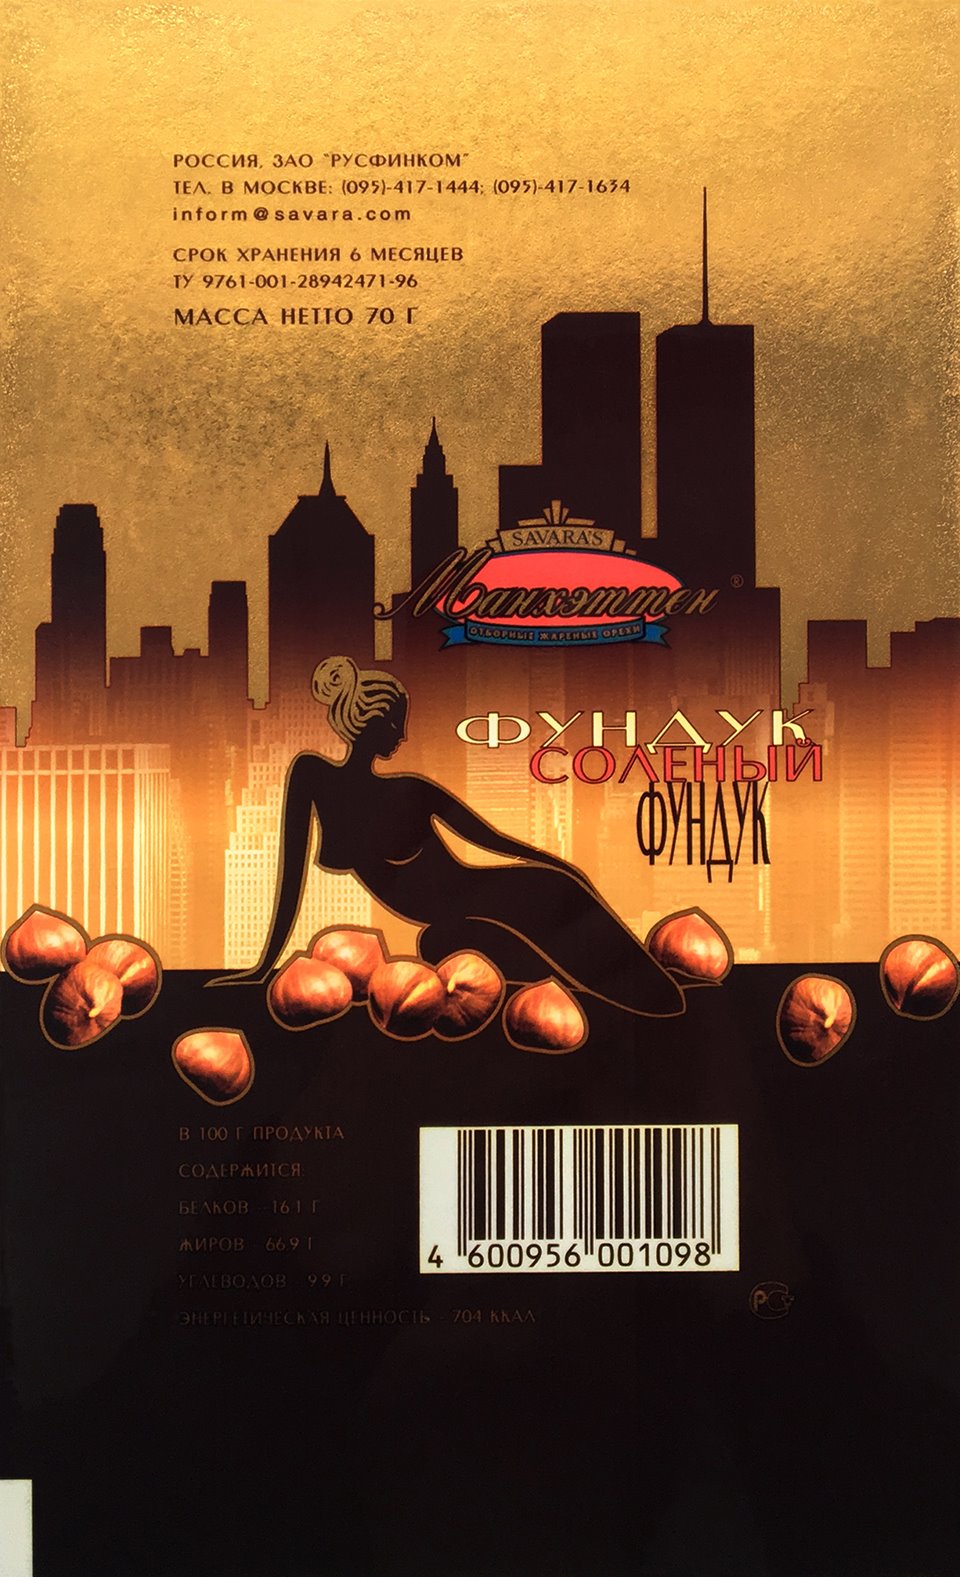 РОССИЯ, ЗАО "РУСФИНКОМ"
ТЕЛ. В МОСКВЕ: (095)-417-1444; (095)-417-1634
inform@savara.com
СРОК ХРАНЕНИЯ 6 МЕСЯЦЕВ
ТУ 9761-001-28942471-96
МАССА НЕТТО 70 Г
SAVARA'S
Манхэттен ®
ОТБОРНЫЕ ЖАРЕНЫЕ ОРЕХИ
ФУНДУК
СОЛЕНЫЙ
ФУНДУК
В 100 Г ПРОДУКТА
СОДЕРЖИТСЯ:
БЕЛКОВ - 16.1 Г
ЖИРОВ - 66.9 Г
УГЛЕВОДОВ - 9.9 Г
ЭНЕРГЕТИЧЕСКАЯ ЦЕННОСТЬ - 704 ККАЛ
4 600956 001098
РСТ